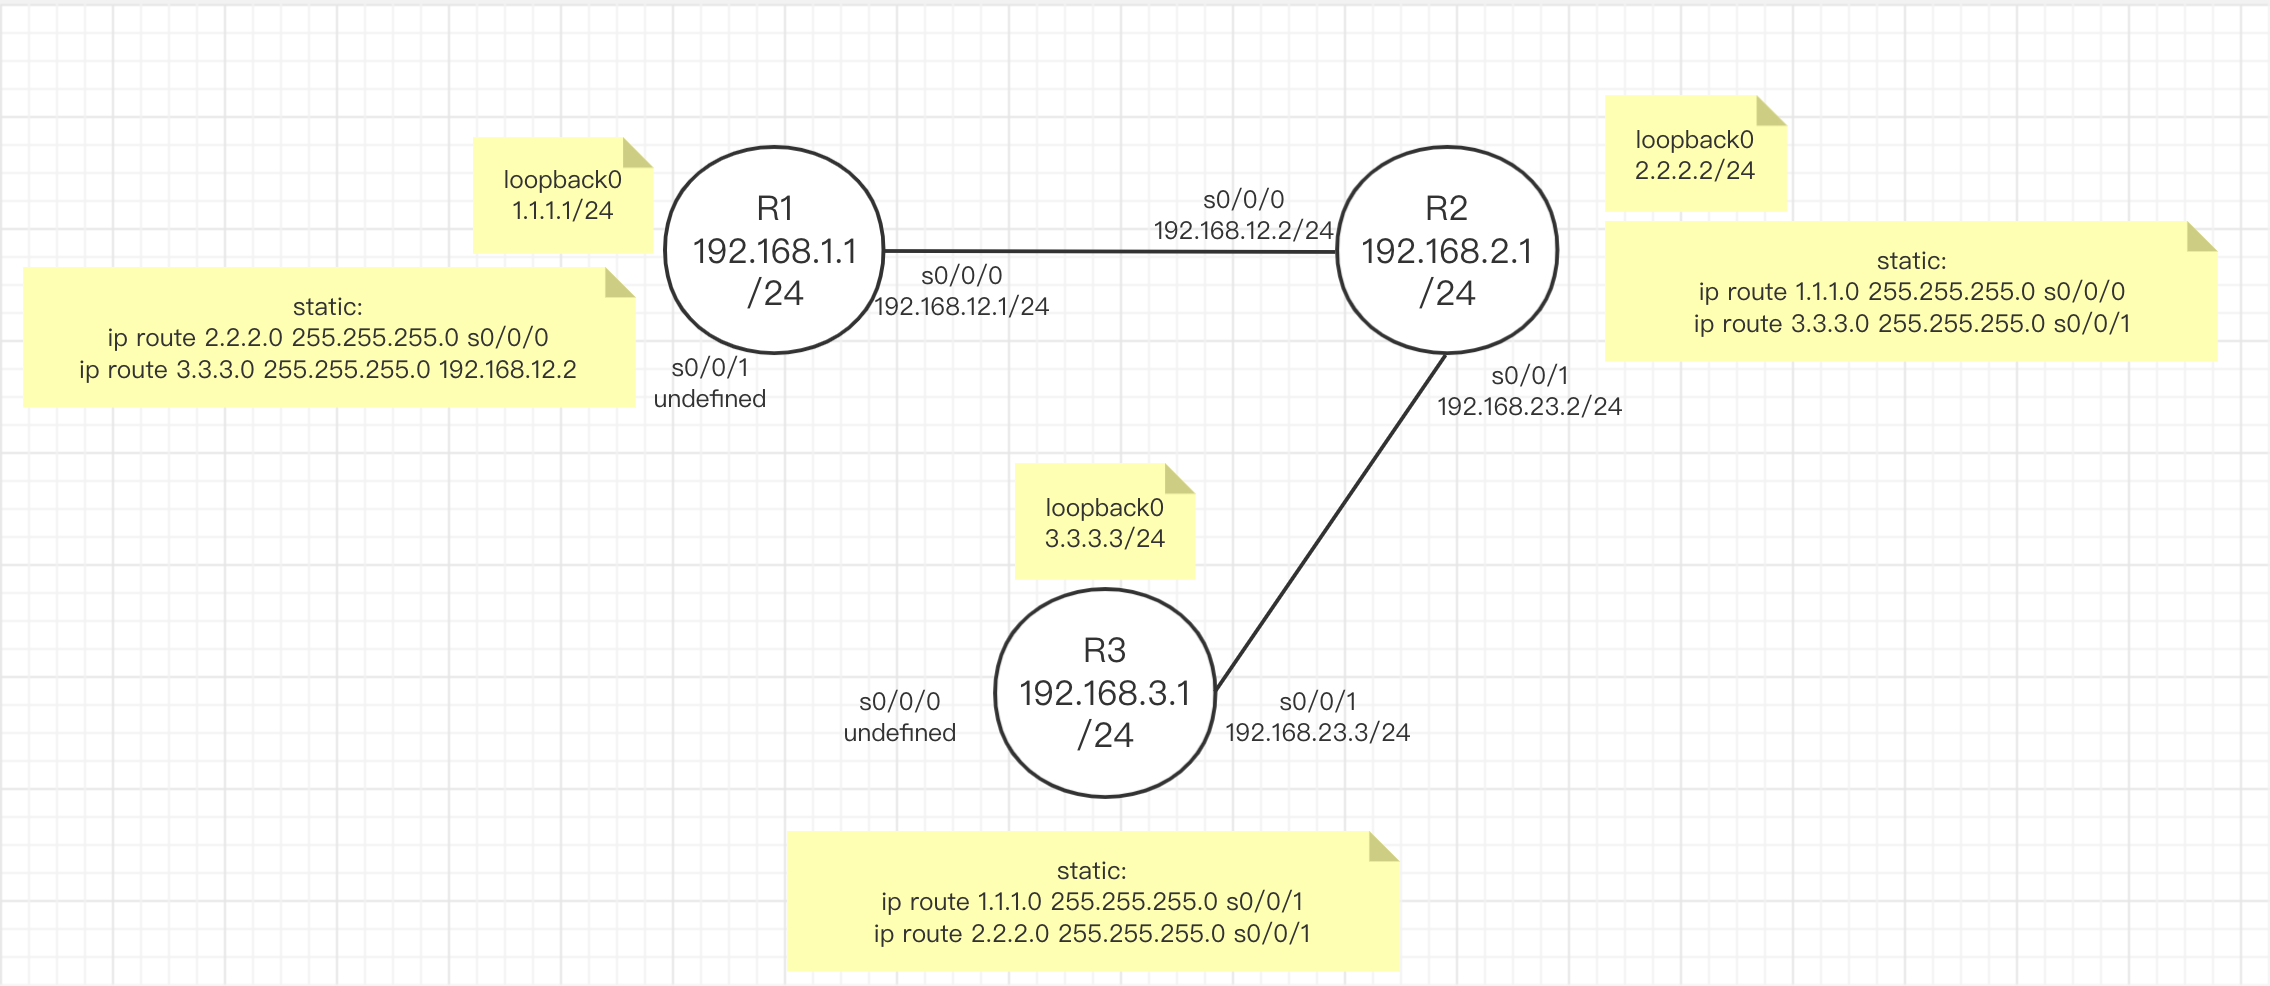 loopback0
1.1.1.1/24
static:
ip route 2.2.2.0 255.255.255.0 s0/0/0
ip route 3.3.3.0 255.255.255.0 192.168.12.2
R1
192.168.1.1
/24
s0/0/1
undefined
s0/0/0
192.168.12.1/24
s0/0/0
192.168.12.2/24
R2
192.168.2.1
/24
loopback0
2.2.2.2/24
static:
ip route 1.1.1.0 255.255.255.0 s0/0/0
ip route 3.3.3.0 255.255.255.0 s0/0/1
s0/0/1
192.168.23.2/24
loopback0
3.3.3.3/24
s0/0/0
undefined
R3
192.168.3.1
/24
s0/0/1
192.168.23.3/24
static:
ip route 1.1.1.0 255.255.255.0 s0/0/1
ip route 2.2.2.0 255.255.255.0 s0/0/1